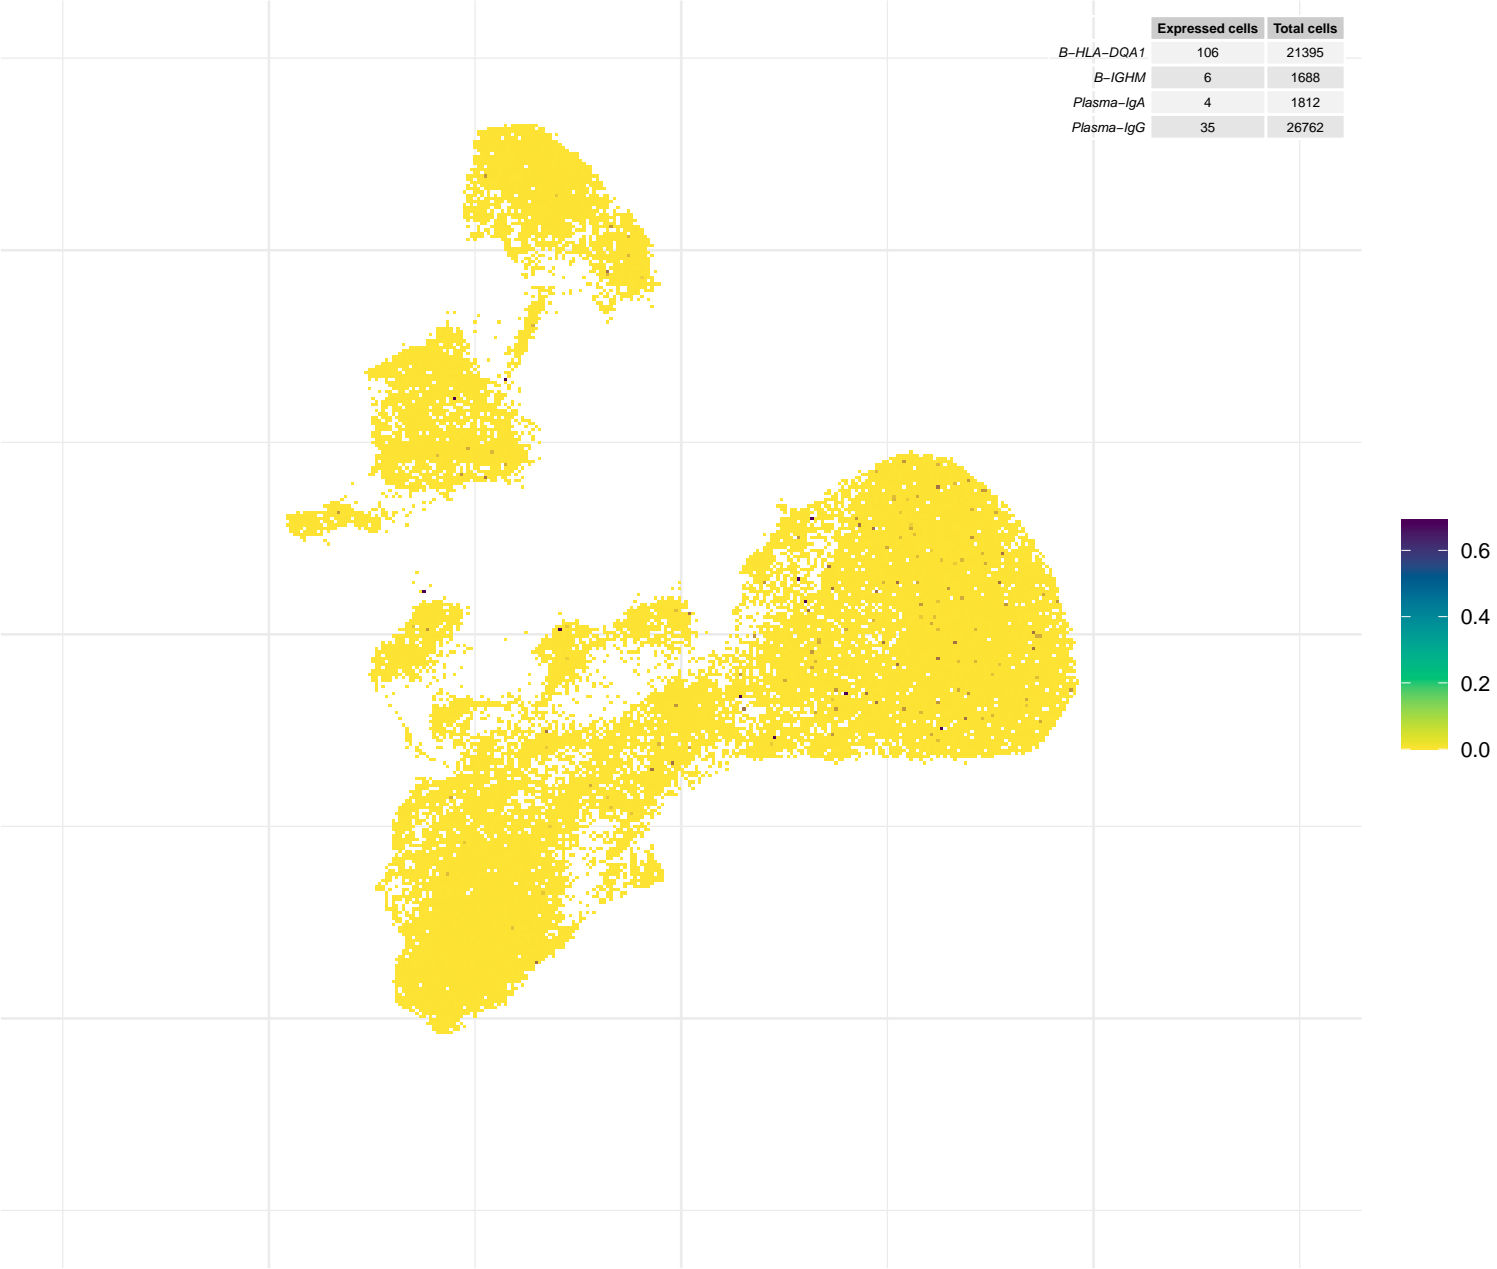 Expressed cells Total cells
B−HLA−DQA1 106 21395
B−IGHM 6 1688
Plasma−IgA 4 1812
Plasma−IgG 35 26762
0.6
0.4
0.2
0.0